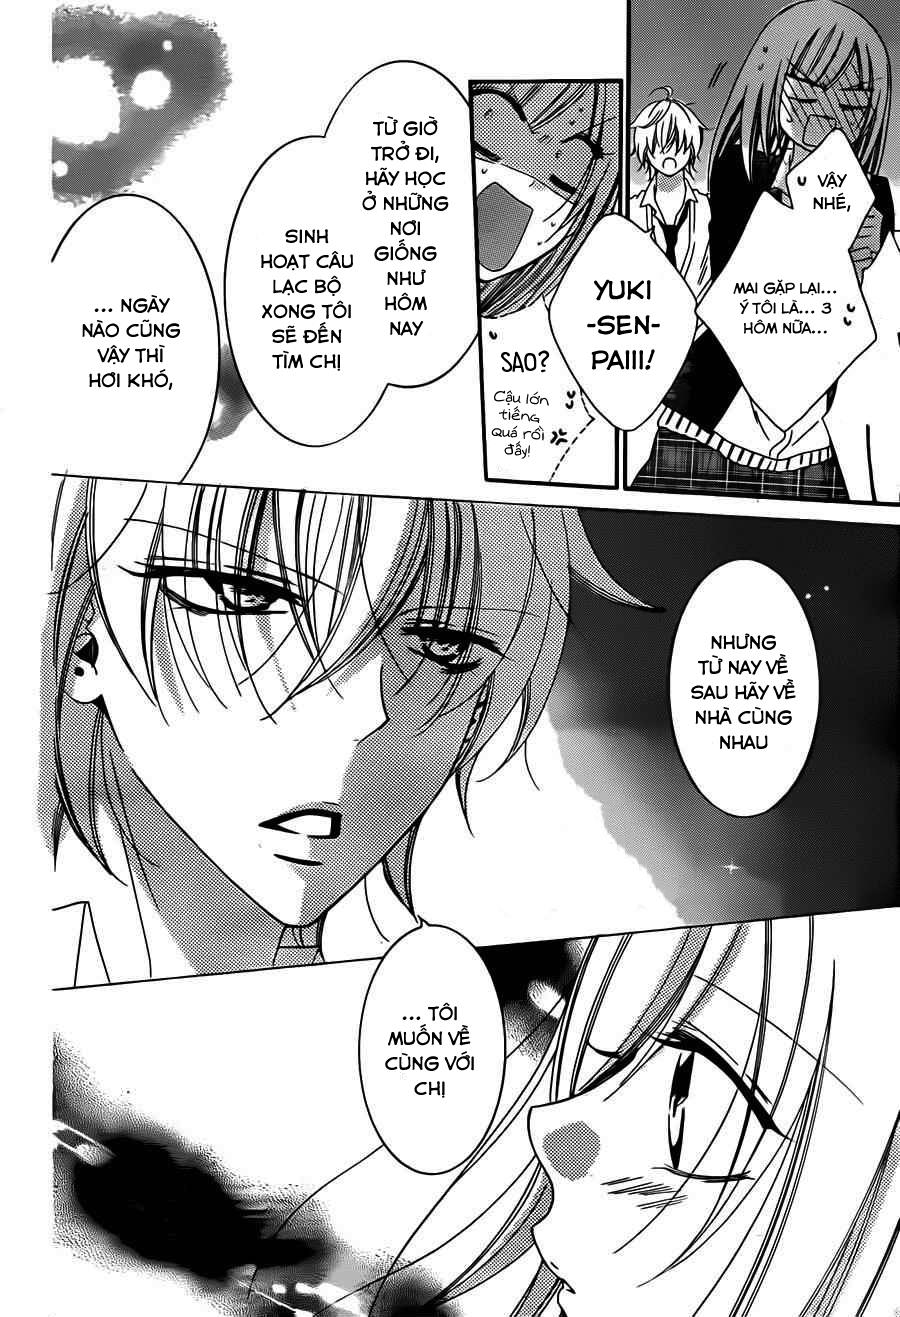 VẬY
NHÉ,
MAI GẶP LẠI...
Ý TÔI LÀ... 3
HÔM NỮA...
YUKI
-SEN-
PAIII!
SAO?
Cậu lớn
tiếng
quá rồi
đấy!
TỪ GIỜ
TRỞ ĐI,
HÃY HỌC
Ở NHỮNG
NƠI
GIỐNG
NHƯ
HÔM
NAY
SINH
HOẠT CÂU
LẠC BỘ
XONG TÔI
SẼ ĐẾN
TÌM CHỊ
... NGÀY
NÀO CŨNG
VẬY THÌ
HƠI KHÓ,
NHƯNG
TỪ NAY VỀ
SAU HÃY VỀ
NHÀ CÙNG
NHAU
... TÔI
MUỐN VỀ
CÙNG VỚI
CHỊ